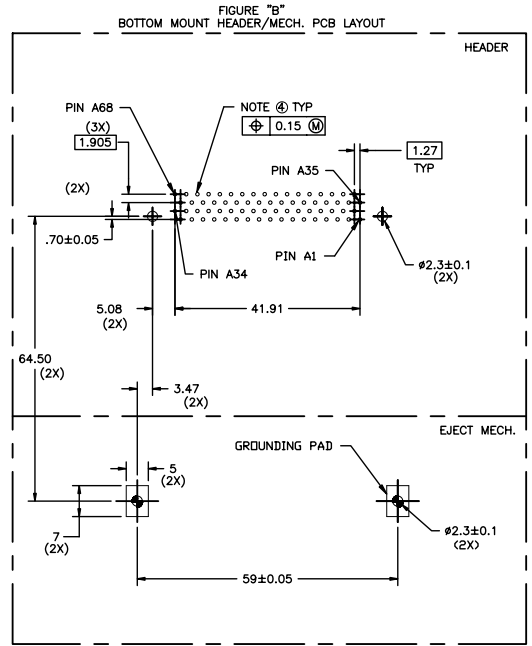 FIGURE "B"
BOTTOM MOUNT HEADER/MECH. PCB LAYOUT
HEADER
PIN A68
NOTE ④ TYP
(3X)
1.905
⌖ 0.15 Ⓜ
1.27
TYP
PIN A35
(2X)
.70±0.05
PIN A1
PIN A34
ø2.3±0.1
(2X)
5.08
(2X)
41.91
64.50
(2X)
3.47
(2X)
EJECT MECH.
GROUNDING PAD
5
(2X)
7
(2X)
ø2.3±0.1
(2X)
59±0.05